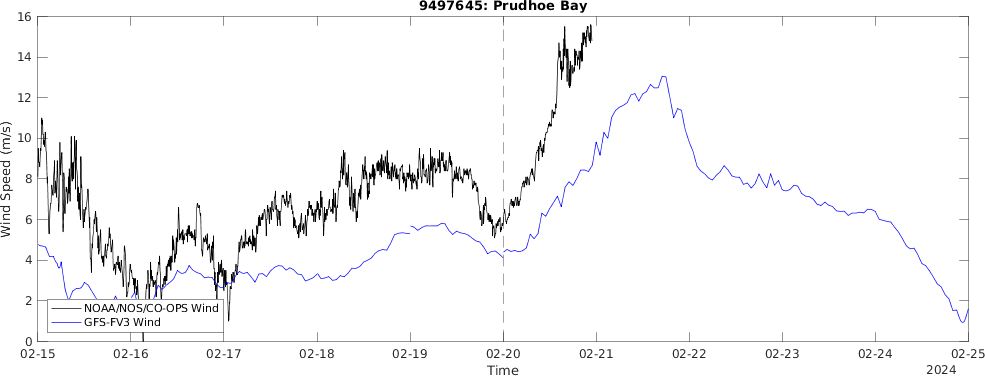 9497645: Prudhoe Bay
Wind Speed (m/s)
16
14
12
10
8
6
4
2
0
NOAA/NOS/CO-OPS Wind
GFS-FV3 Wind
02-15 02-16 02-17 02-18 02-19 02-20 02-21 02-22 02-23 02-24 02-25
Time
2024